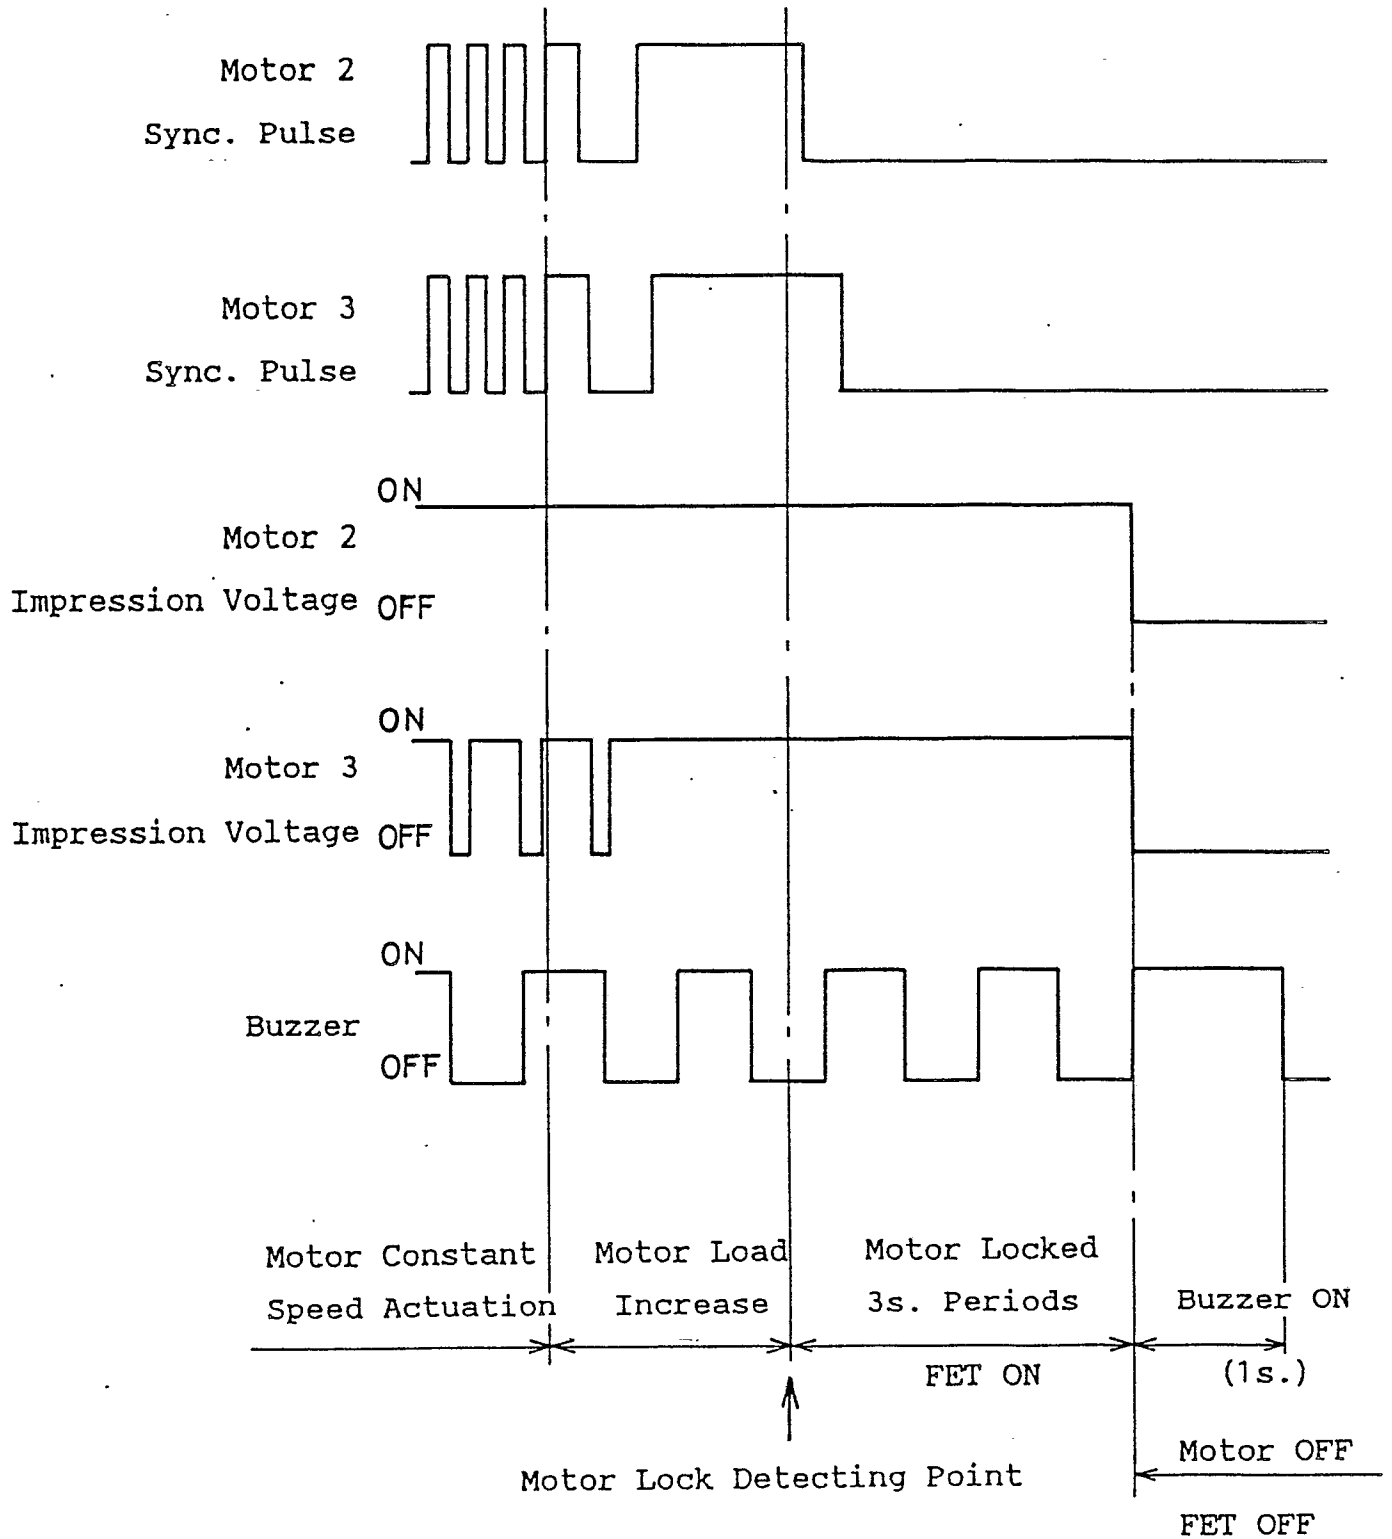 Motor 2
Sync. Pulse
Motor 3
Sync. Pulse
ON
Motor 2
Impression Voltage OFF
ON
Motor 3
Impression Voltage OFF
ON
Buzzer
OFF
Motor Constant
Speed Actuation
Motor Load
Increase
Motor Locked
3s. Periods
FET ON
Buzzer ON
(1s.)
Motor Lock Detecting Point
Motor OFF
FET OFF